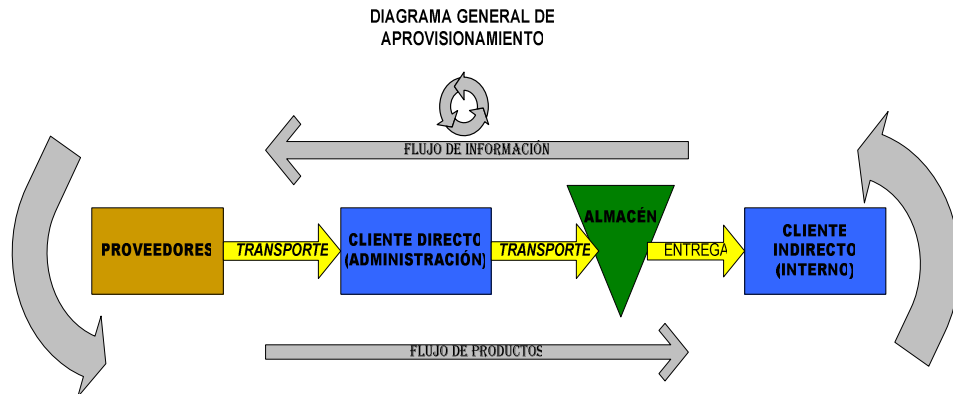 DIAGRAMA GENERAL DE
APROVISIONAMIENTO
FLUJO DE INFORMACIÓN
PROVEEDORES
TRANSPORTE
CLIENTE DIRECTO
(ADMINISTRACIÓN)
TRANSPORTE
ALMACÉN
ENTREGA
CLIENTE
INDIRECTO
(INTERNO)
FLUJO DE PRODUCTOS